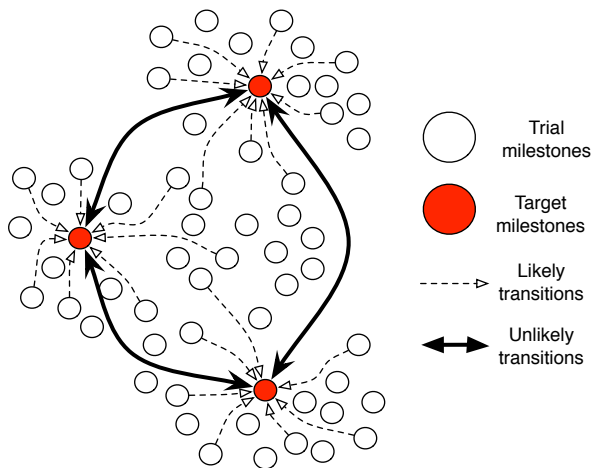 Trial
milestones
Target
milestones
Likely
transitions
Unlikely
transitions